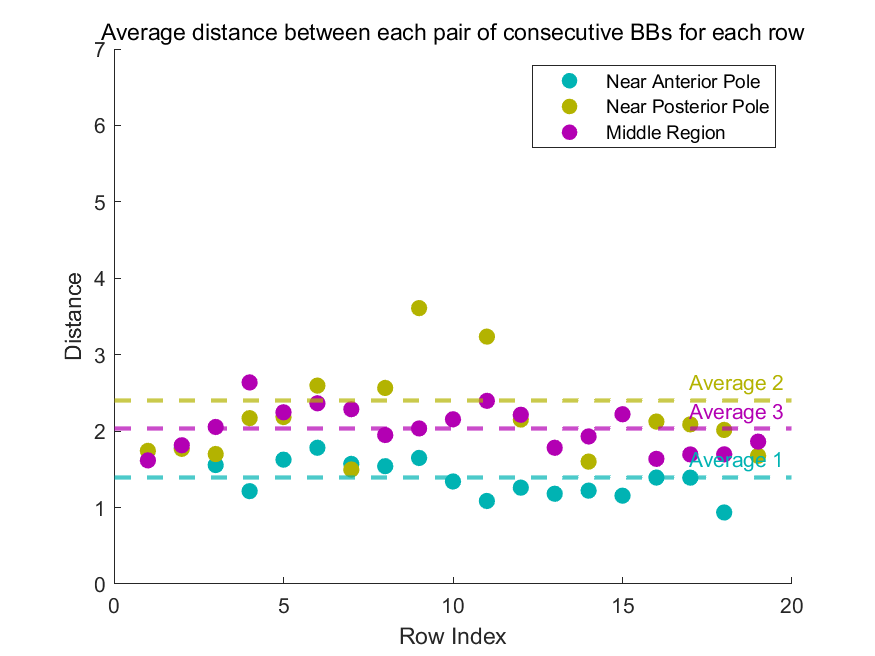 Average distance between each pair of consecutive BBs for each row
7
6
5
4
3
2
1
0
Distance
Near Anterior Pole
Near Posterior Pole
Middle Region
Average 2
Average 3
Average 1
0
5
10
15
20
Row Index